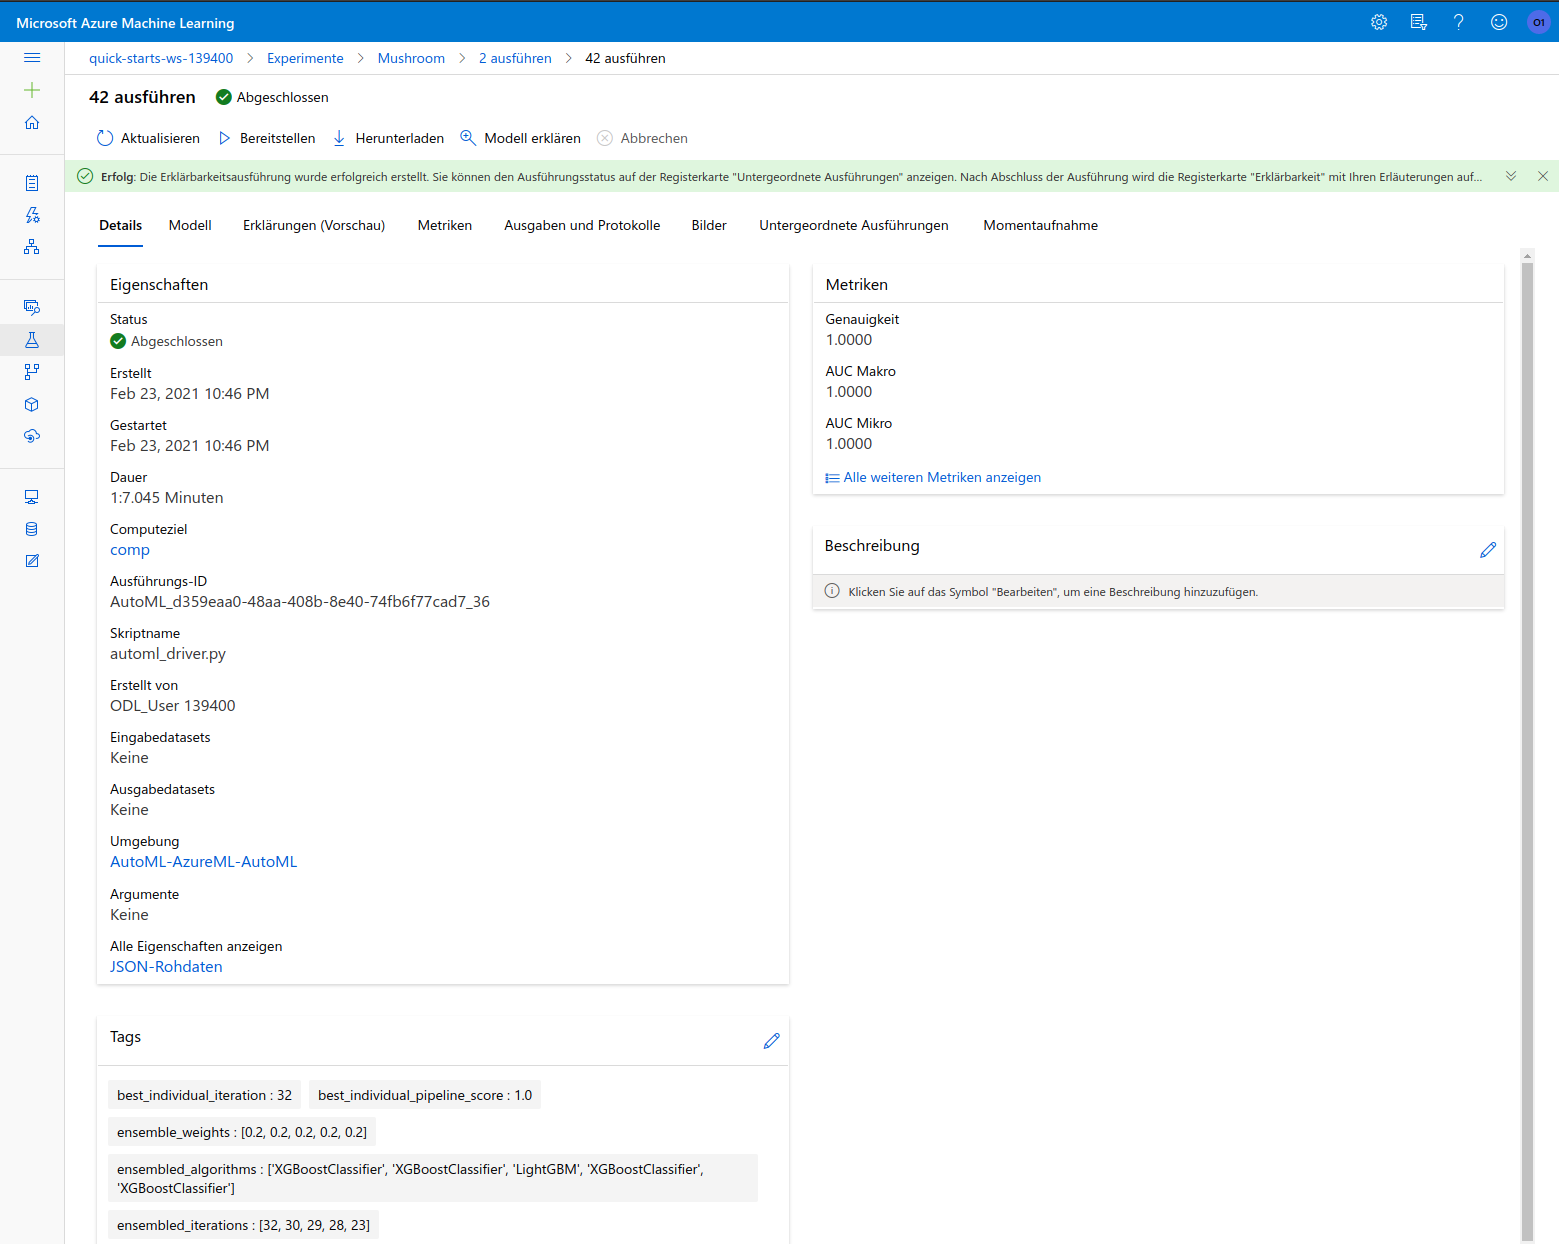 Microsoft Azure Machine Learning
?
O1
quick-starts-ws-139400 > Experimente > Mushroom > 2 ausführen > 42 ausführen
42 ausführen Abgeschlossen
Aktualisieren Bereitstellen Herunterladen Modell erklären Abbrechen
Erfolg: Die Erklärbarkeitsausführung wurde erfolgreich erstellt. Sie können den Ausführungsstatus auf der Registerkarte "Untergeordnete Ausführungen" anzeigen. Nach Abschluss der Ausführung wird die Registerkarte "Erklärbarkeit" mit Ihren Erläuterungen auf...
Details Modell Erklärungen (Vorschau) Metriken Ausgaben und Protokolle Bilder Untergeordnete Ausführungen Momentaufnahme
Eigenschaften
Status
Abgeschlossen
Erstellt
Feb 23, 2021 10:46 PM
Gestartet
Feb 23, 2021 10:46 PM
Dauer
1:7.045 Minuten
Computeziel
comp
Ausführungs-ID
AutoML_d359eaa0-48aa-408b-8e40-74fb6f77cad7_36
Skriptname
automl_driver.py
Erstellt von
ODL_User 139400
Eingabedatasets
Keine
Ausgabedatasets
Keine
Umgebung
AutoML-AzureML-AutoML
Argumente
Keine
Alle Eigenschaften anzeigen
JSON-Rohdaten
Metriken
Genauigkeit
1.0000
AUC Makro
1.0000
AUC Mikro
1.0000
Alle weiteren Metriken anzeigen
Beschreibung
Klicken Sie auf das Symbol "Bearbeiten", um eine Beschreibung hinzuzufügen.
Tags
best_individual_iteration : 32 best_individual_pipeline_score : 1.0
ensemble_weights : [0.2, 0.2, 0.2, 0.2, 0.2]
ensembled_algorithms : ['XGBoostClassifier', 'XGBoostClassifier', 'LightGBM', 'XGBoostClassifier',
'XGBoostClassifier']
ensembled_iterations : [32, 30, 29, 28, 23]